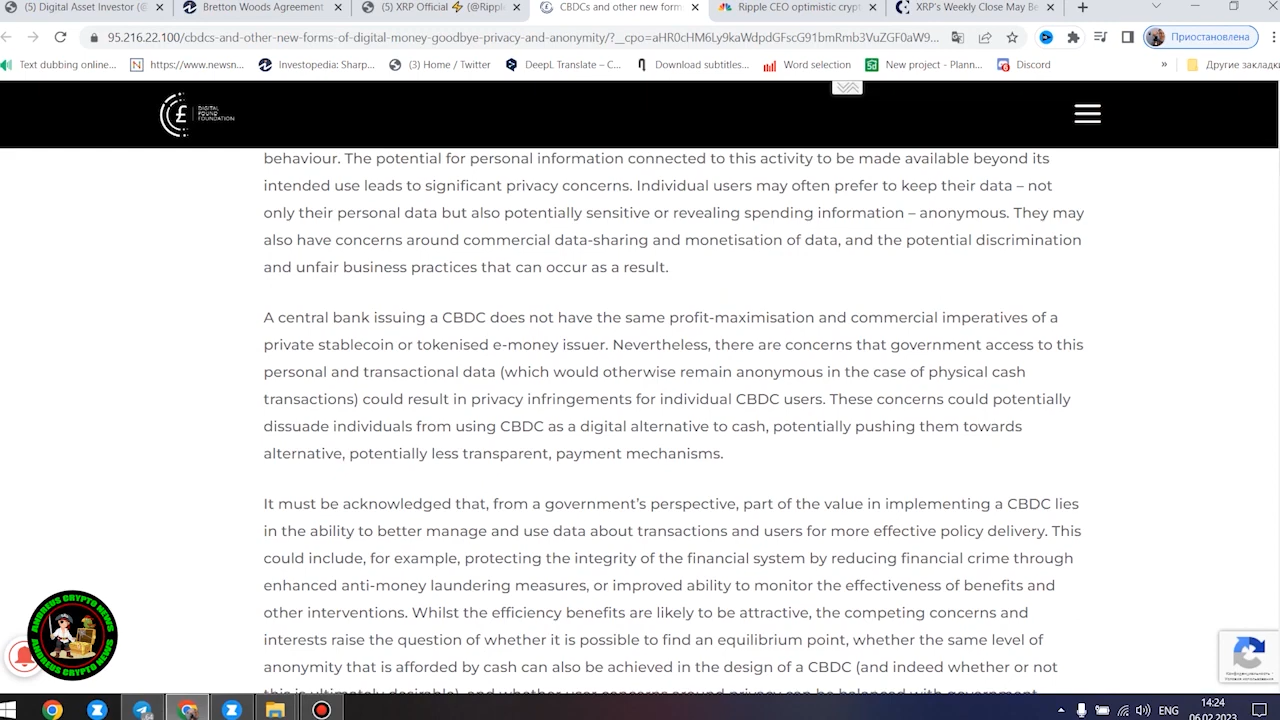 (5) Digital Asset Investor (@
Bretton Woods Agreement
(5) XRP Official ⚡ (@Rippl
CBDCs and other new form
Ripple CEO optimistic crypt
XRP's Weekly Close May Be
95.216.22.100/cbdcs-and-other-new-forms-of-digital-money-goodbye-privacy-and-anonymity/?__cpo=aHR0cHM6Ly9kaWdpdGFscG91bmRmb3VuZGF0aW9...
Приостановлена
Text dubbing online...
https://www.newsn...
Investopedia: Sharp...
(3) Home / Twitter
DeepL Translate – C...
Download subtitles...
Word selection
New project - Plann...
Discord
»
Другие закладки
DIGITAL
POUND
FOUNDATION
behaviour. The potential for personal information connected to this activity to be made available beyond its
intended use leads to significant privacy concerns. Individual users may often prefer to keep their data – not
only their personal data but also potentially sensitive or revealing spending information – anonymous. They may
also have concerns around commercial data-sharing and monetisation of data, and the potential discrimination
and unfair business practices that can occur as a result.
A central bank issuing a CBDC does not have the same profit-maximisation and commercial imperatives of a
private stablecoin or tokenised e-money issuer. Nevertheless, there are concerns that government access to this
personal and transactional data (which would otherwise remain anonymous in the case of physical cash
transactions) could result in privacy infringements for individual CBDC users. These concerns could potentially
dissuade individuals from using CBDC as a digital alternative to cash, potentially pushing them towards
alternative, potentially less transparent, payment mechanisms.
It must be acknowledged that, from a government's perspective, part of the value in implementing a CBDC lies
in the ability to better manage and use data about transactions and users for more effective policy delivery. This
could include, for example, protecting the integrity of the financial system by reducing financial crime through
enhanced anti-money laundering measures, or improved ability to monitor the effectiveness of benefits and
other interventions. Whilst the efficiency benefits are likely to be attractive, the competing concerns and
interests raise the question of whether it is possible to find an equilibrium point, whether the same level of
anonymity that is afforded by cash can also be achieved in the design of a CBDC (and indeed whether or not
ANDREUS CRYPTO NEWS
ANDREUS CRYPTO NEWS
Конфиденциальность -
Условия использования
ENG
14:24
06.02.2023